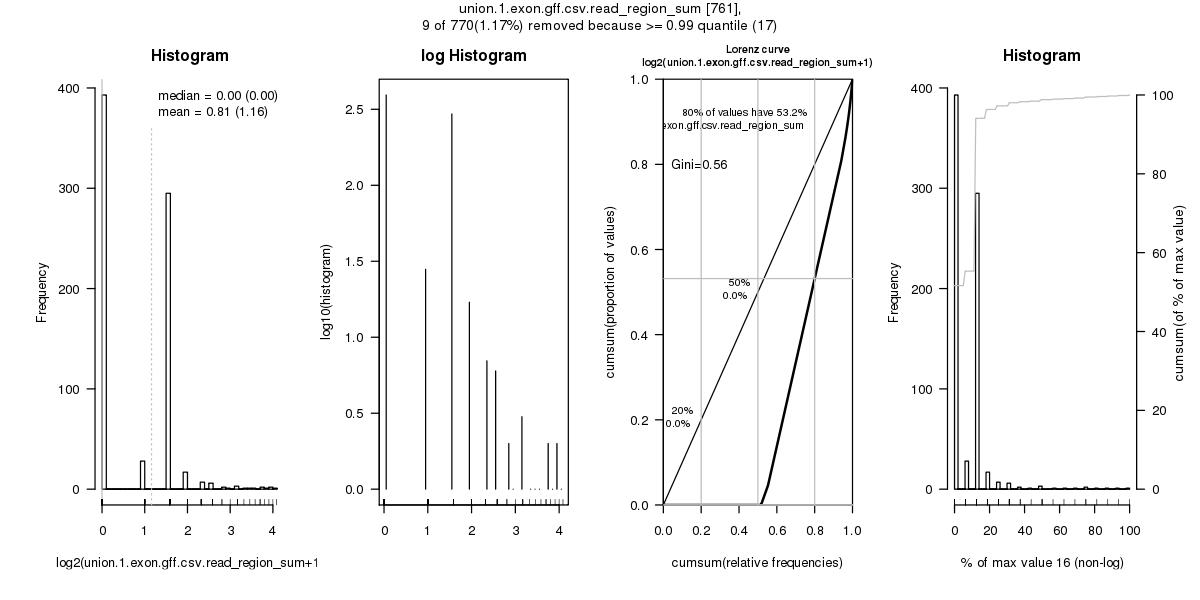 union.1.exon.gff.csv.read_region_sum [761],
9 of 770(1.17%) removed because >= 0.99 quantile (17)
Histogram
median = 0.00 (0.00)
mean = 0.81 (1.16)
Frequency
400
300
200
100
0
0 1 2 3 4
log2(union.1.exon.gff.csv.read_region_sum+1
log Histogram
log10(histogram)
2.5
2.0
1.5
1.0
0.5
0.0
0 1 2 3 4
Lorenz curve
log2(union.1.exon.gff.csv.read_region_sum+1)
80% of values have 53.2%
exon.gff.csv.read_region_sum
Gini=0.56
50%
0.0%
20%
0.0%
cumsum(proportion of values)
1.0
0.8
0.6
0.4
0.2
0.0
0.0 0.2 0.4 0.6 0.8 1.0
cumsum(relative frequencies)
Histogram
Frequency
400
300
200
100
0
0 20 40 60 80 100
% of max value 16 (non-log)
100
80
60
40
20
0
cumsum(of % of max value)